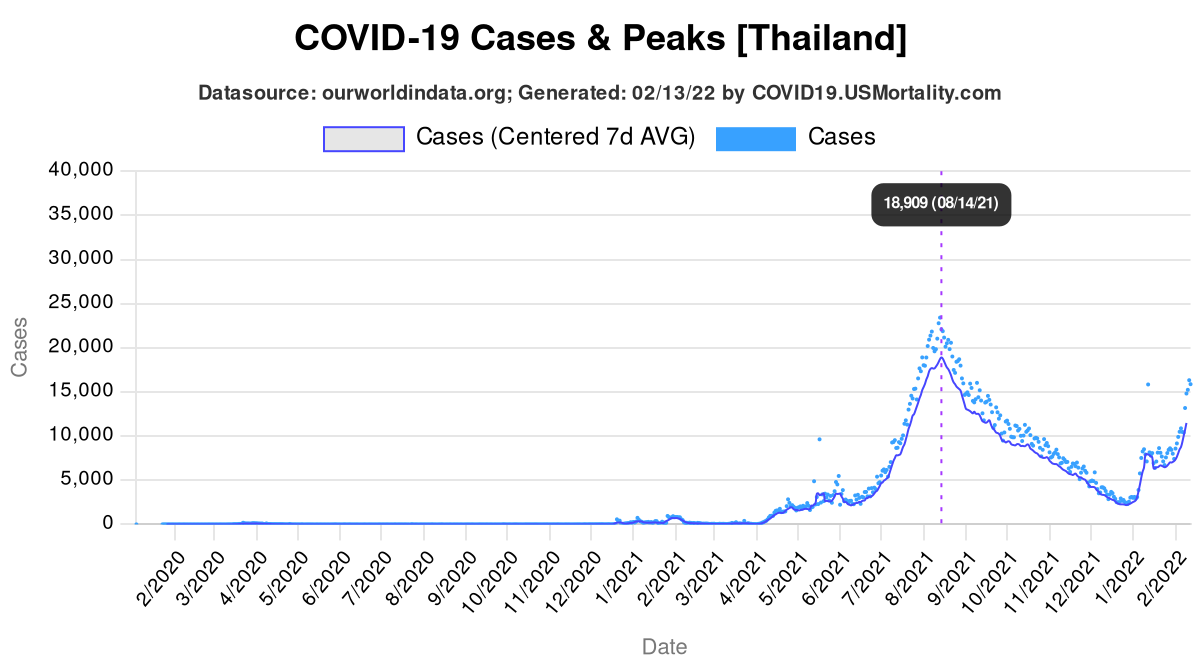 COVID-19 Cases & Peaks [Thailand]
Datasource: ourworldindata.org; Generated: 02/13/22 by COVID19.USMortality.com
Cases (Centered 7d AVG) Cases
40,000
18,909 (08/14/21)
35,000
30,000
25,000
20,000
15,000
10,000
5,000
0
Cases
2/2020 3/2020 4/2020 5/2020 6/2020 7/2020 8/2020 9/2020 10/2020 11/2020 12/2020 1/2021 2/2021 3/2021 4/2021 5/2021 6/2021 7/2021 8/2021 9/2021 10/2021 11/2021 12/2021 1/2022 2/2022
Date